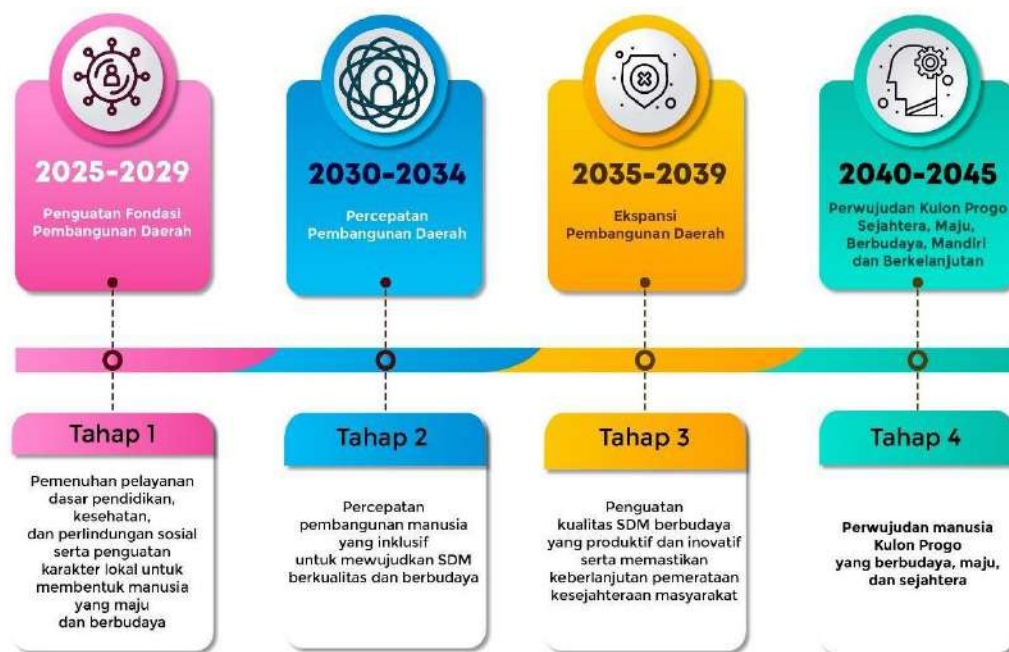 2025-2029
Penguatan Fondasi
Pembangunan Daerah
2030-2034
Percepatan
Pembangunan Daerah
2035-2039
Ekspansi
Pembangunan Daerah
2040-2045
Perwujudan Kulon Progo
Sejahtera, Maju,
Berbudaya, Mandiri
dan Berkelanjutan
Tahap 1
Pemenuhan pelayanan
dasar pendidikan,
kesehatan,
dan perlindungan sosial
serta penguatan
karakter lokal untuk
membentuk manusia
yang maju
dan berbudaya
Tahap 2
Percepatan
pembangunan manusia
yang inklusif
untuk mewujudkan SDM
berkualitas dan berbudaya
Tahap 3
Penguatan
kualitas SDM berbudaya
yang produktif dan inovatif
serta memastikan
keberlanjutan pemerataan
kesejahteraan masyarakat
Tahap 4
Perwujudan manusia
Kulon Progo
yang berbudaya, maju,
dan sejahtera